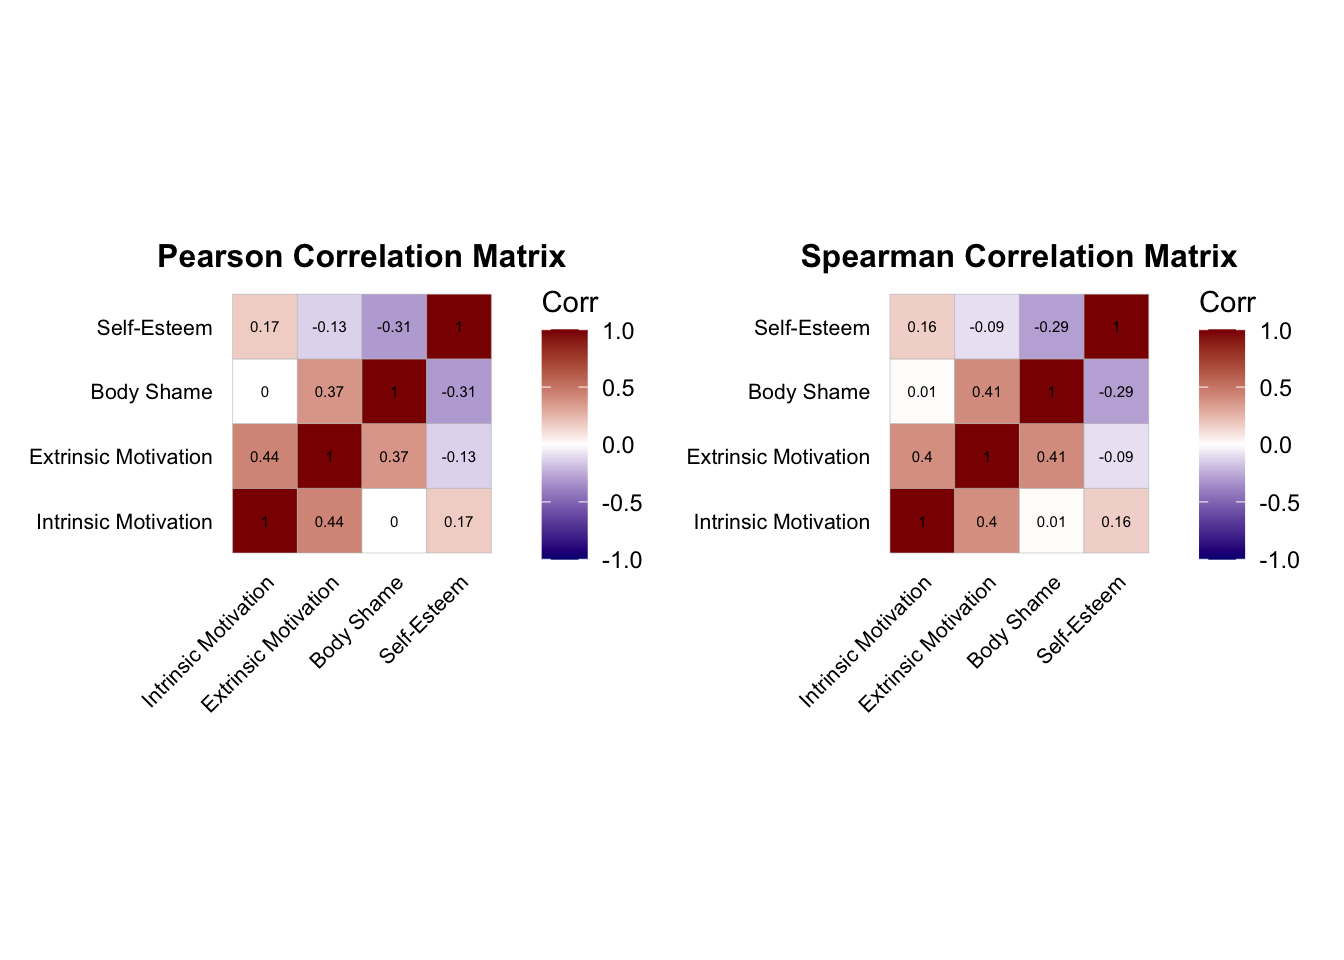 Pearson Correlation Matrix
Corr
Self-Esteem 0.17 -0.13 -0.31 1
Body Shame 0 0.37 1 -0.31
Extrinsic Motivation 0.44 1 0.37 -0.13
Intrinsic Motivation 1 0.44 0 0.17
Intrinsic Motivation
Extrinsic Motivation
Body Shame
Self-Esteem
1.0
0.5
0.0
-0.5
-1.0
Spearman Correlation Matrix
Corr
Self-Esteem 0.16 -0.09 -0.29 1
Body Shame 0.01 0.41 1 -0.29
Extrinsic Motivation 0.4 1 0.41 -0.09
Intrinsic Motivation 1 0.4 0.01 0.16
Intrinsic Motivation
Extrinsic Motivation
Body Shame
Self-Esteem
1.0
0.5
0.0
-0.5
-1.0